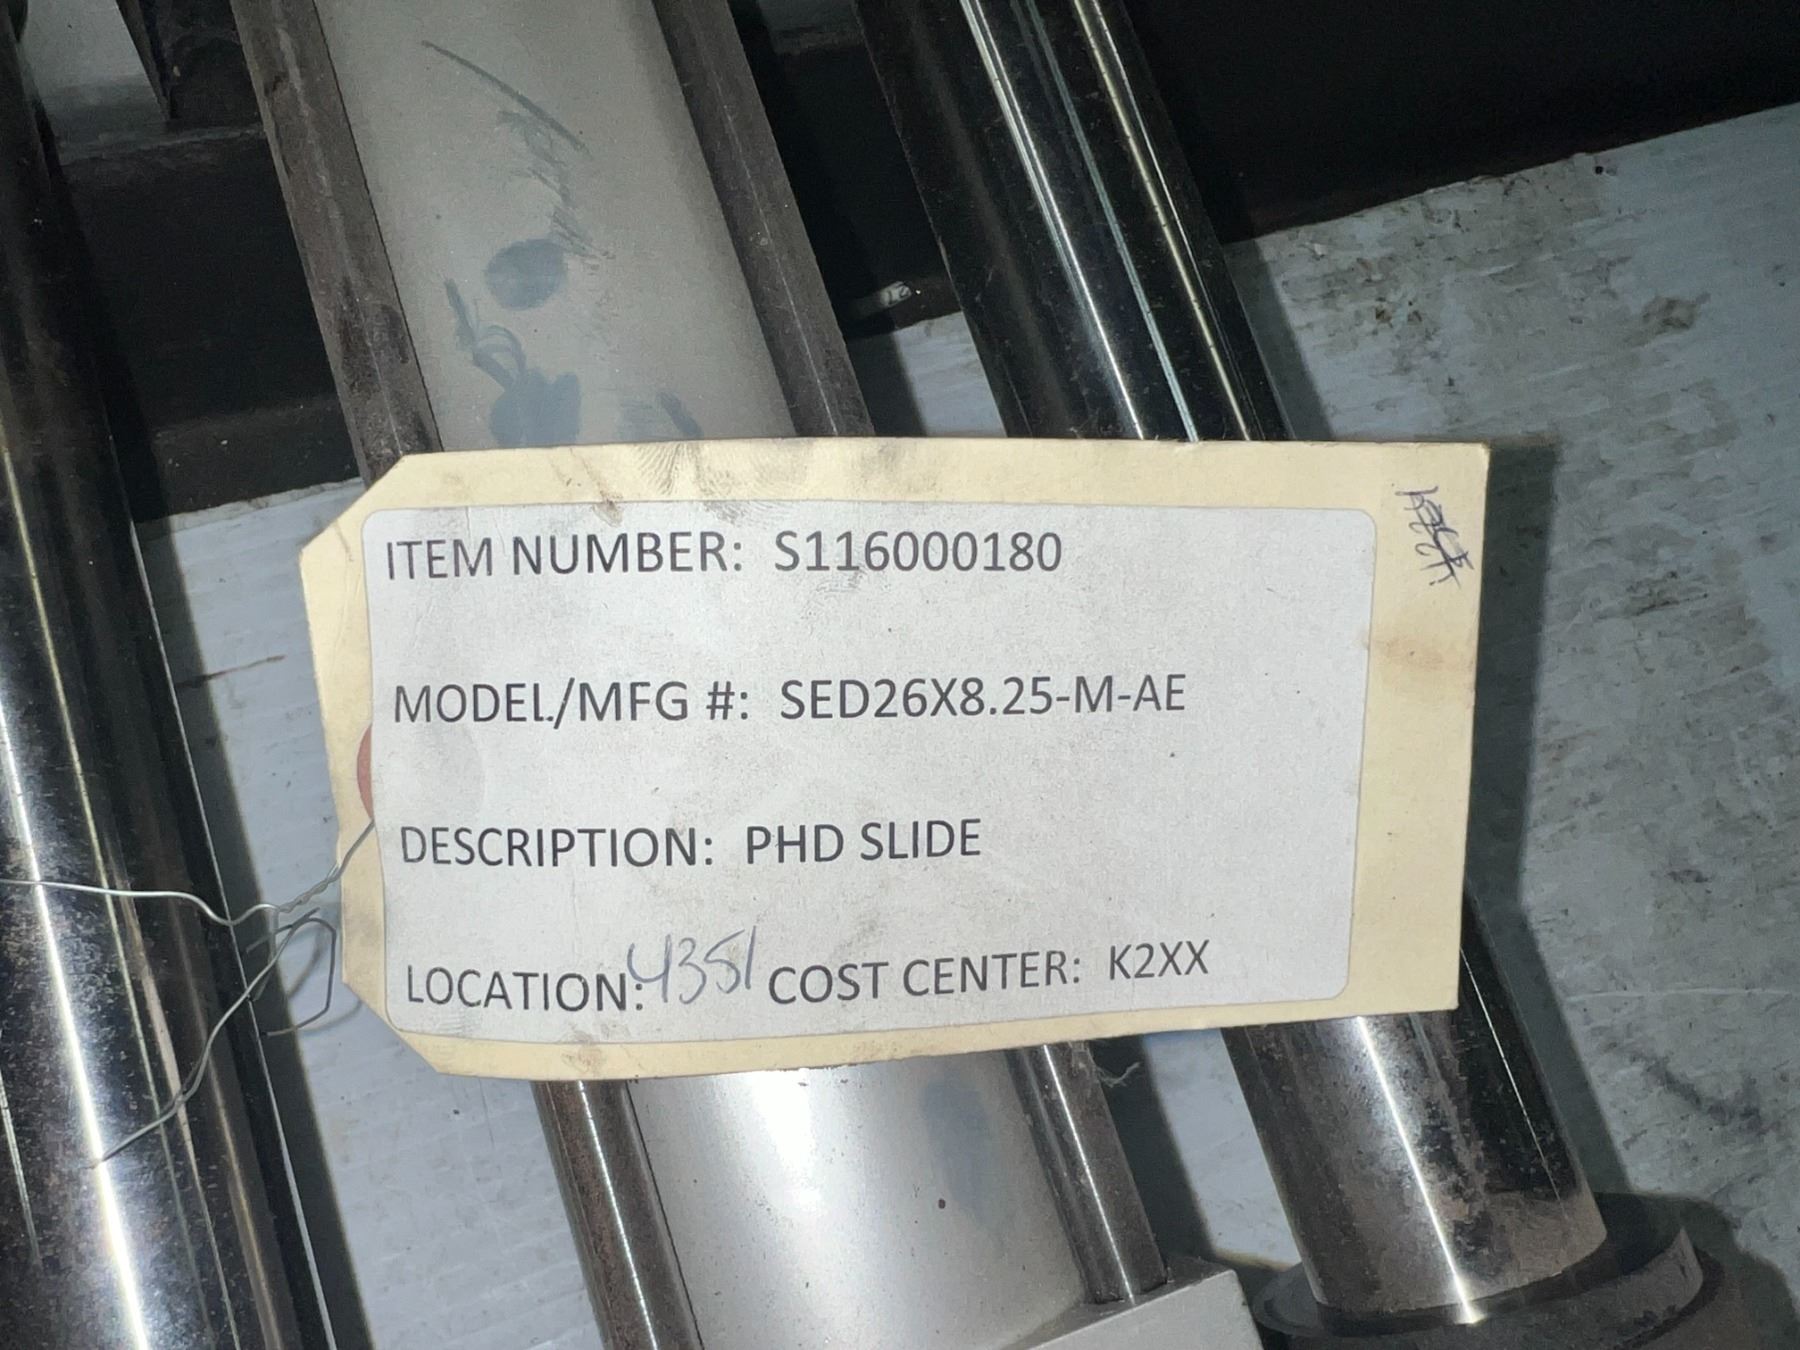 ITEM NUMBER: S116000180
MODEL/MFG #: SED26X8.25-M-AE
DESCRIPTION: PHD SLIDE
LOCATION: 4351 COST CENTER: K2XX